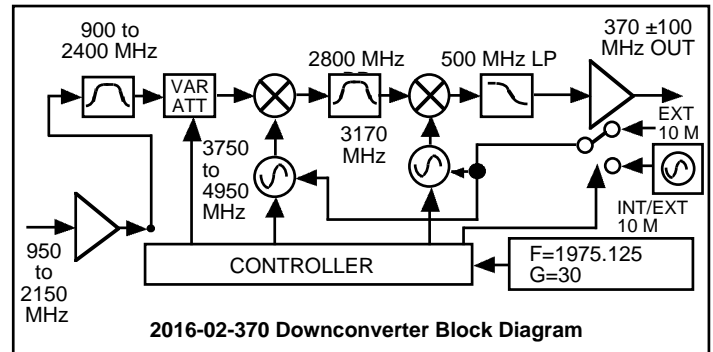 900 to
2400 MHz
VAR
ATT
2800 MHz
500 MHz LP
370 ±100
MHz OUT
3750
to
4950
MHz
3170
MHz
EXT
10 M
INT/EXT
10 M
950
to
2150
MHz
CONTROLLER
F=1975.125
G=30
2016-02-370 Downconverter Block Diagram